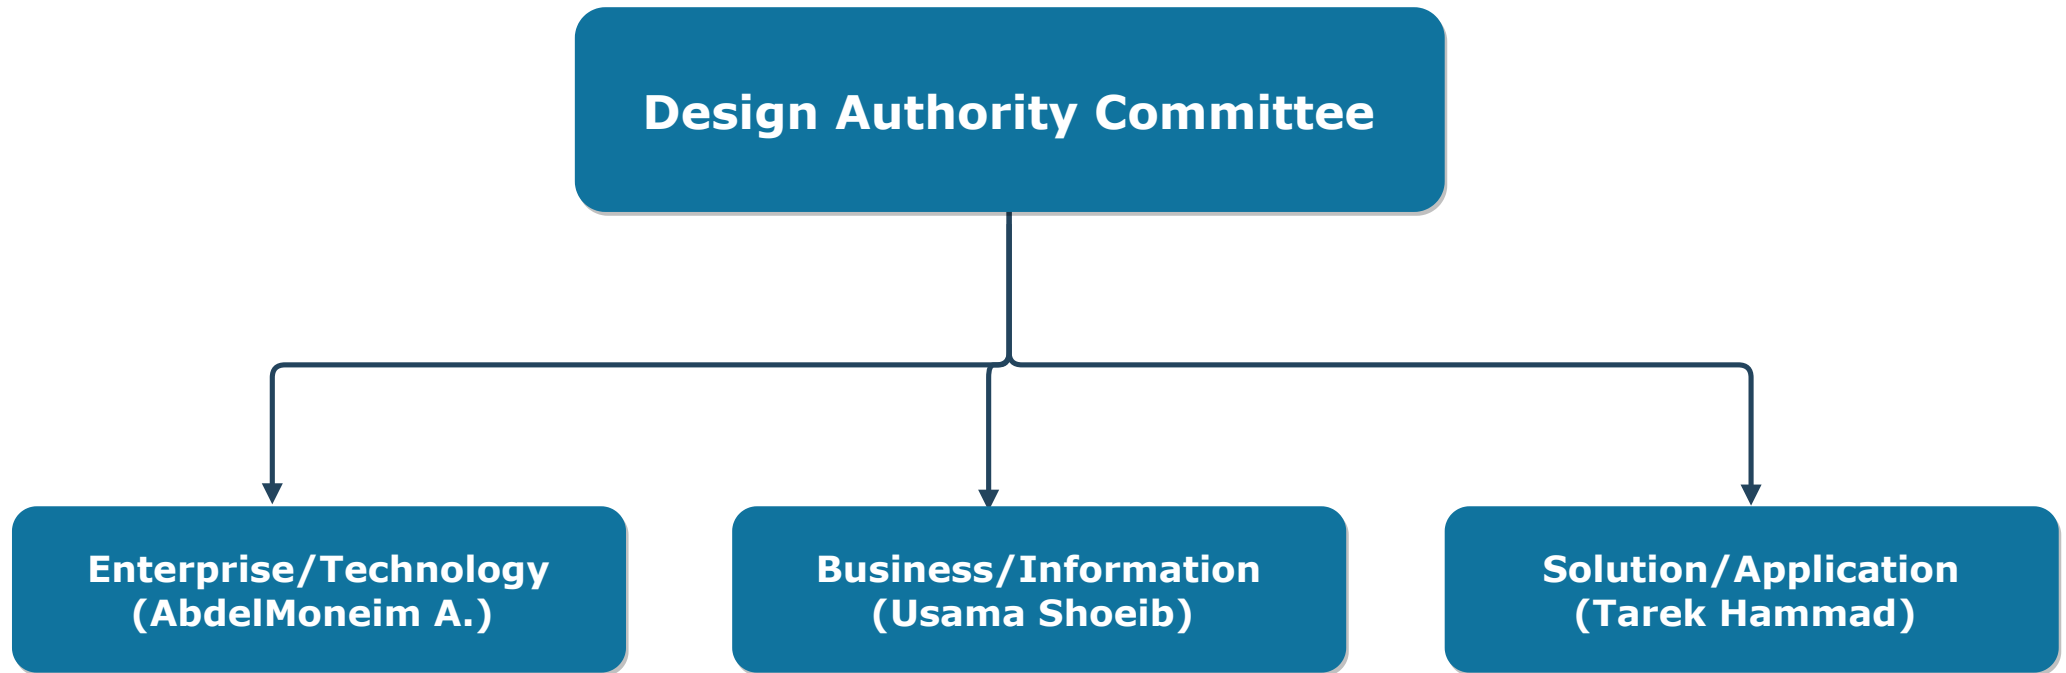 Design Authority Committee
Enterprise/Technology
(AbdelMoneim A.)
Business/Information
(Usama Shoeib)
Solution/Application
(Tarek Hammad)